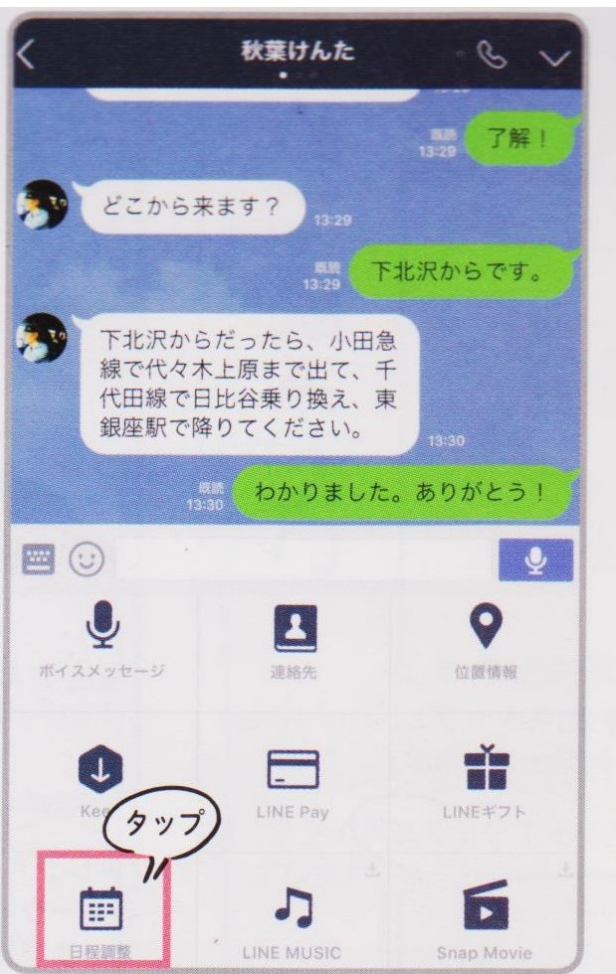 秋葉けんた
既読
13:29
了解！
どこから来ます？
13:29
既読
13:29
下北沢からです。
下北沢からだったら、小田急
線で代々木上原まで出て、千
代田線で日比谷乗り換え、東
銀座駅で降りてください。
13:30
既読
13:30
わかりました。ありがとう！
ボイスメッセージ
連絡先
位置情報
LINE Pay
LINEギフト
タップ
日程調整
LINE MUSIC
Snap Movie